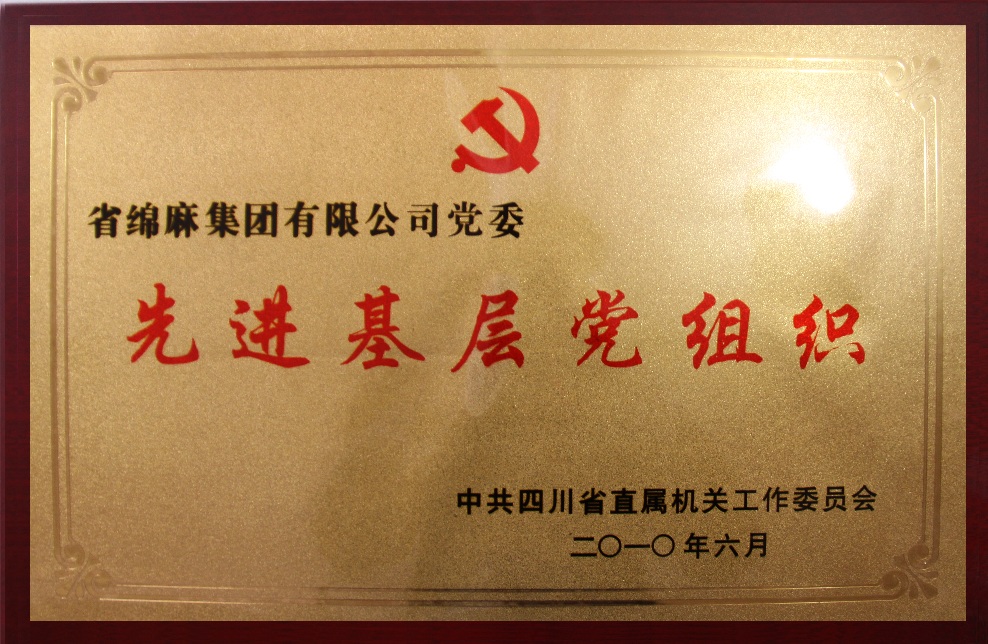 省绵麻集团有限公司党委
先进基层党组织
中共四川省直属机关工作委员会
二〇一〇年六月